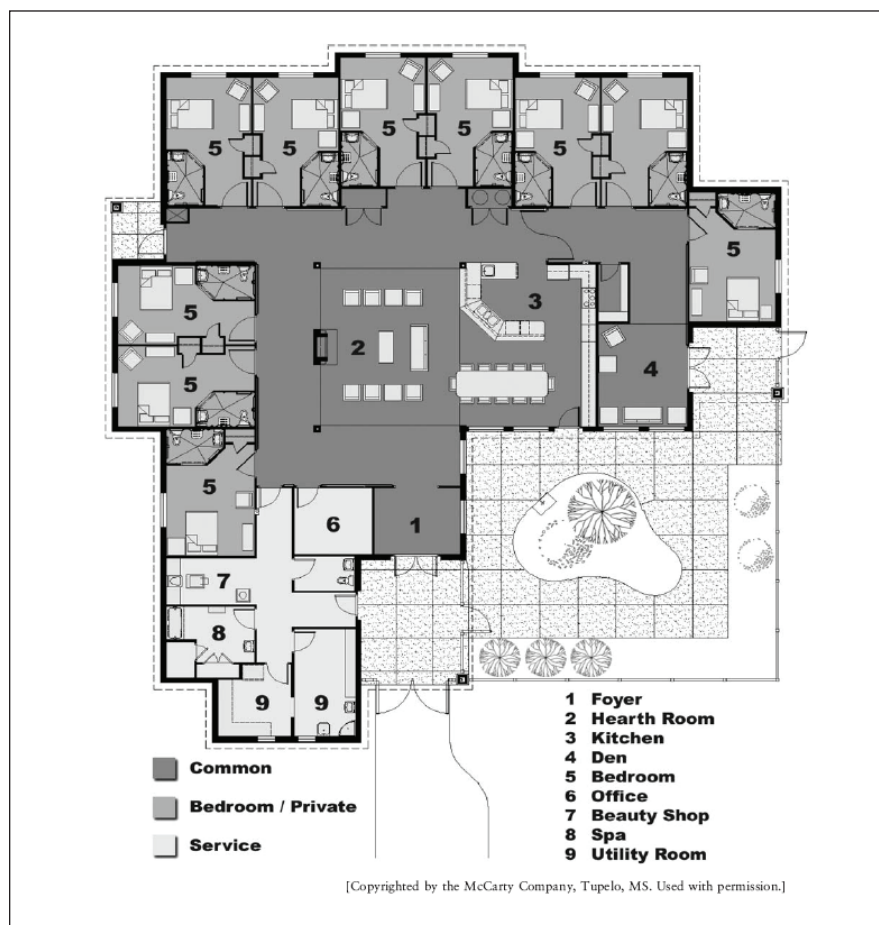 5 5 5 5 5 5
5
5
3
2
4
5
5
6 1
7
8
9 9
1 Foyer
2 Hearth Room
3 Kitchen
4 Den
5 Bedroom
6 Office
7 Beauty Shop
8 Spa
9 Utility Room
Common
Bedroom / Private
Service
[Copyrighted by the McCarty Company, Tupelo, MS. Used with permission.]